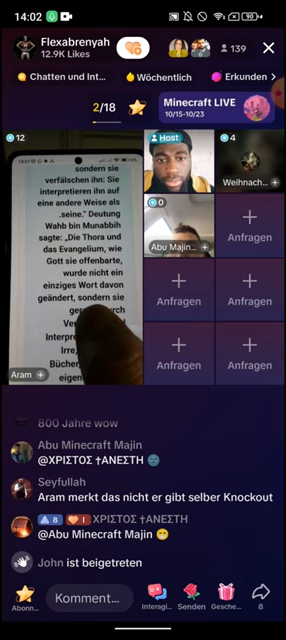 14:02
90
Flexabrenyah
12.9K Likes
139
Chatten und Int...
Wöchentlich
Erkunden
2/18
Minecraft LIVE
10/15-10/23
12
sondern sie
verfälschen ihn: Sie
interpretieren ihn auf
eine andere Weise als
.seine." Deutung
Wahb bin Munabbih
sagte: „Die Thora und
das Evangelium, wie
Gott sie offenbarte,
wurde nicht ein
einziges Wort davon
geändert, sondern sie
durch
Interp
Irre,
Bücher,
eigen
Aram
Host
4
Weihnach...
0
Abu Majin...
Anfragen
Anfragen
Anfragen
Anfragen
Anfragen
Anfragen
800 Jahre wow
Abu Minecraft Majin
@ΧΡΙΣΤΟΣ †ΑΝΕΣΤΗ
Seyfullah
Aram merkt das nicht er gibt selber Knockout
8 1 ΧΡΙΣΤΟΣ †ΑΝΕΣΤΗ
@Abu Minecraft Majin
John ist beigetreten
Abonn...
Komment...
Interagi...
Senden
Gesche...
8